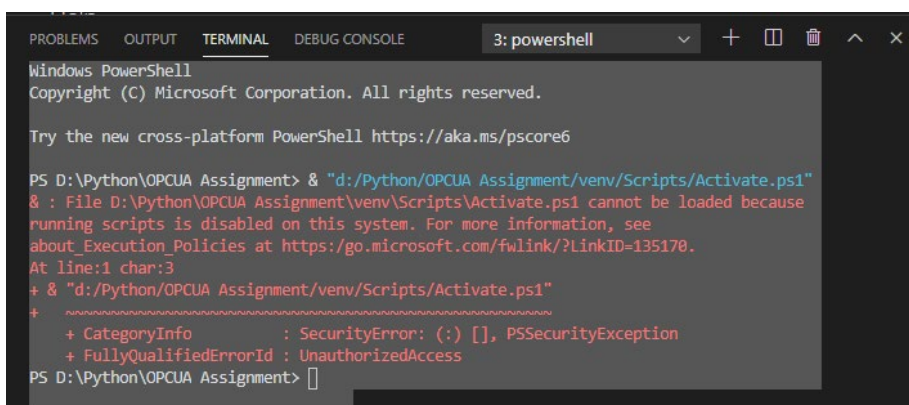 PROBLEMS OUTPUT TERMINAL DEBUG CONSOLE 3: powershell
Windows PowerShell
Copyright (C) Microsoft Corporation. All rights reserved.
Try the new cross-platform PowerShell https://aka.ms/pscore6
PS D:\Python\OPCUA Assignment> & "d:/Python/OPCUA Assignment/venv/Scripts/Activate.ps1"
& : File D:\Python\OPCUA Assignment\venv\Scripts\Activate.ps1 cannot be loaded because
running scripts is disabled on this system. For more information, see
about_Execution_Policies at https:/go.microsoft.com/fwlink/?LinkID=135170.
At line:1 char:3
+ & "d:/Python/OPCUA Assignment/venv/Scripts/Activate.ps1"
+   ~~~~~~~~~~~~~~~~~~~~~~~~~~~~~~~~~~~~~~~~~~~~~~~~~~~~~~
    + CategoryInfo          : SecurityError: (:) [], PSSecurityException
    + FullyQualifiedErrorId : UnauthorizedAccess
PS D:\Python\OPCUA Assignment>